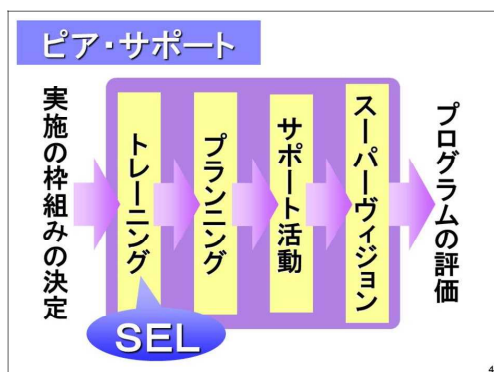 ピア・サポート
実施の枠組みの決定
トレーニング
プランニング
サポート活動
スーパーヴィジョン
プログラムの評価
SEL
4